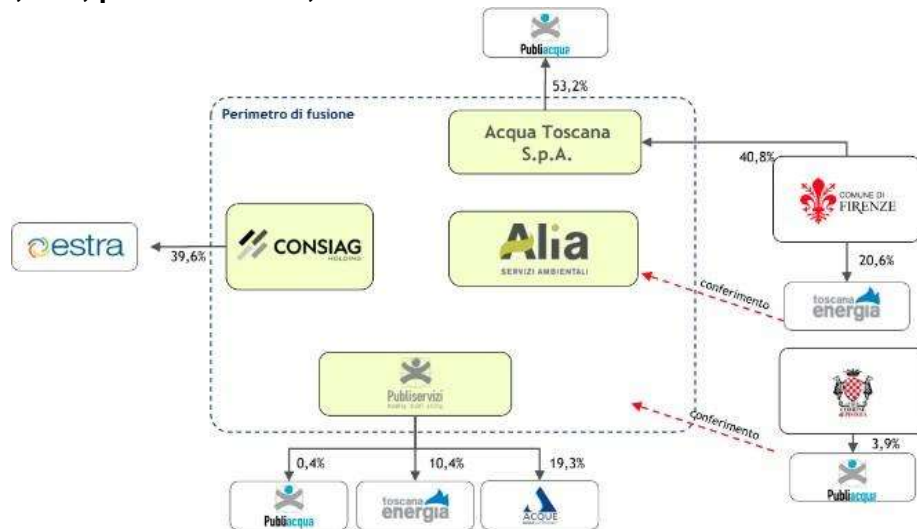 Publiacqua
53,2%
Perimetro di fusione
Acqua Toscana
S.p.A.
40,8%
COMUNE DI
FIRENZE
estra
39,6%
CONSIAG
HOLDING
Alia
SERVIZI AMBIENTALI
20,6%
conferimento
toscana
energia
Publiservizi
conferimento
3,9%
0,4%
10,4%
19,3%
Publiacqua
toscana
energia
ACQUE
Publiacqua